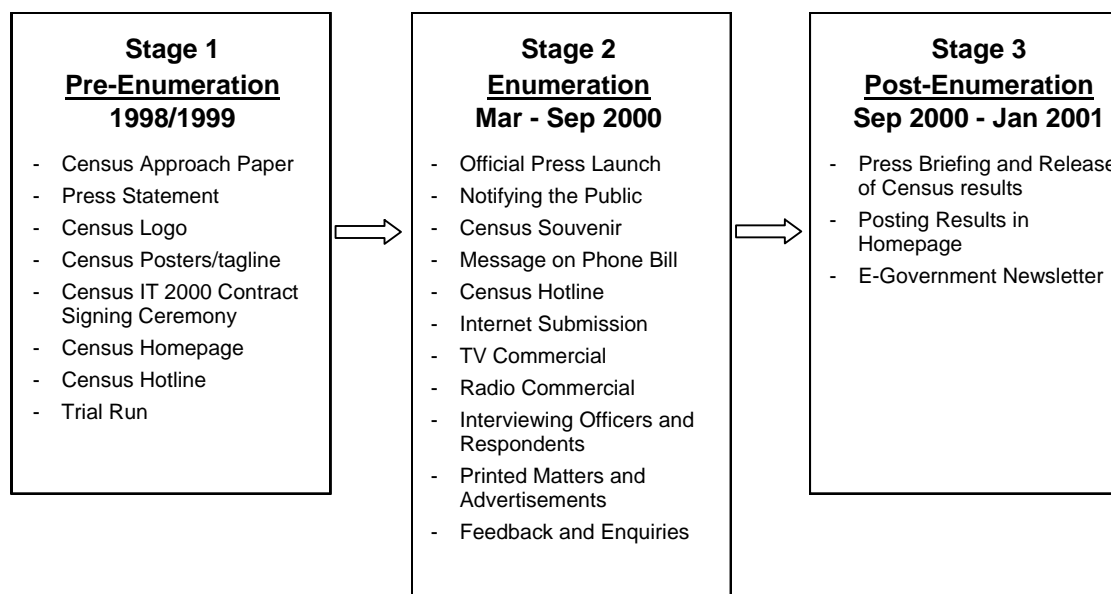 Stage 1
Pre-Enumeration
1998/1999
- Census Approach Paper
- Press Statement
- Census Logo
- Census Posters/tagline
- Census IT 2000 Contract
Signing Ceremony
- Census Homepage
- Census Hotline
- Trial Run
Stage 2
Enumeration
Mar - Sep 2000
- Official Press Launch
- Notifying the Public
- Census Souvenir
- Message on Phone Bill
- Census Hotline
- Internet Submission
- TV Commercial
- Radio Commercial
- Interviewing Officers and
Respondents
- Printed Matters and
Advertisements
- Feedback and Enquiries
Stage 3
Post-Enumeration
Sep 2000 - Jan 2001
- Press Briefing and Release
of Census results
- Posting Results in
Homepage
- E-Government Newsletter